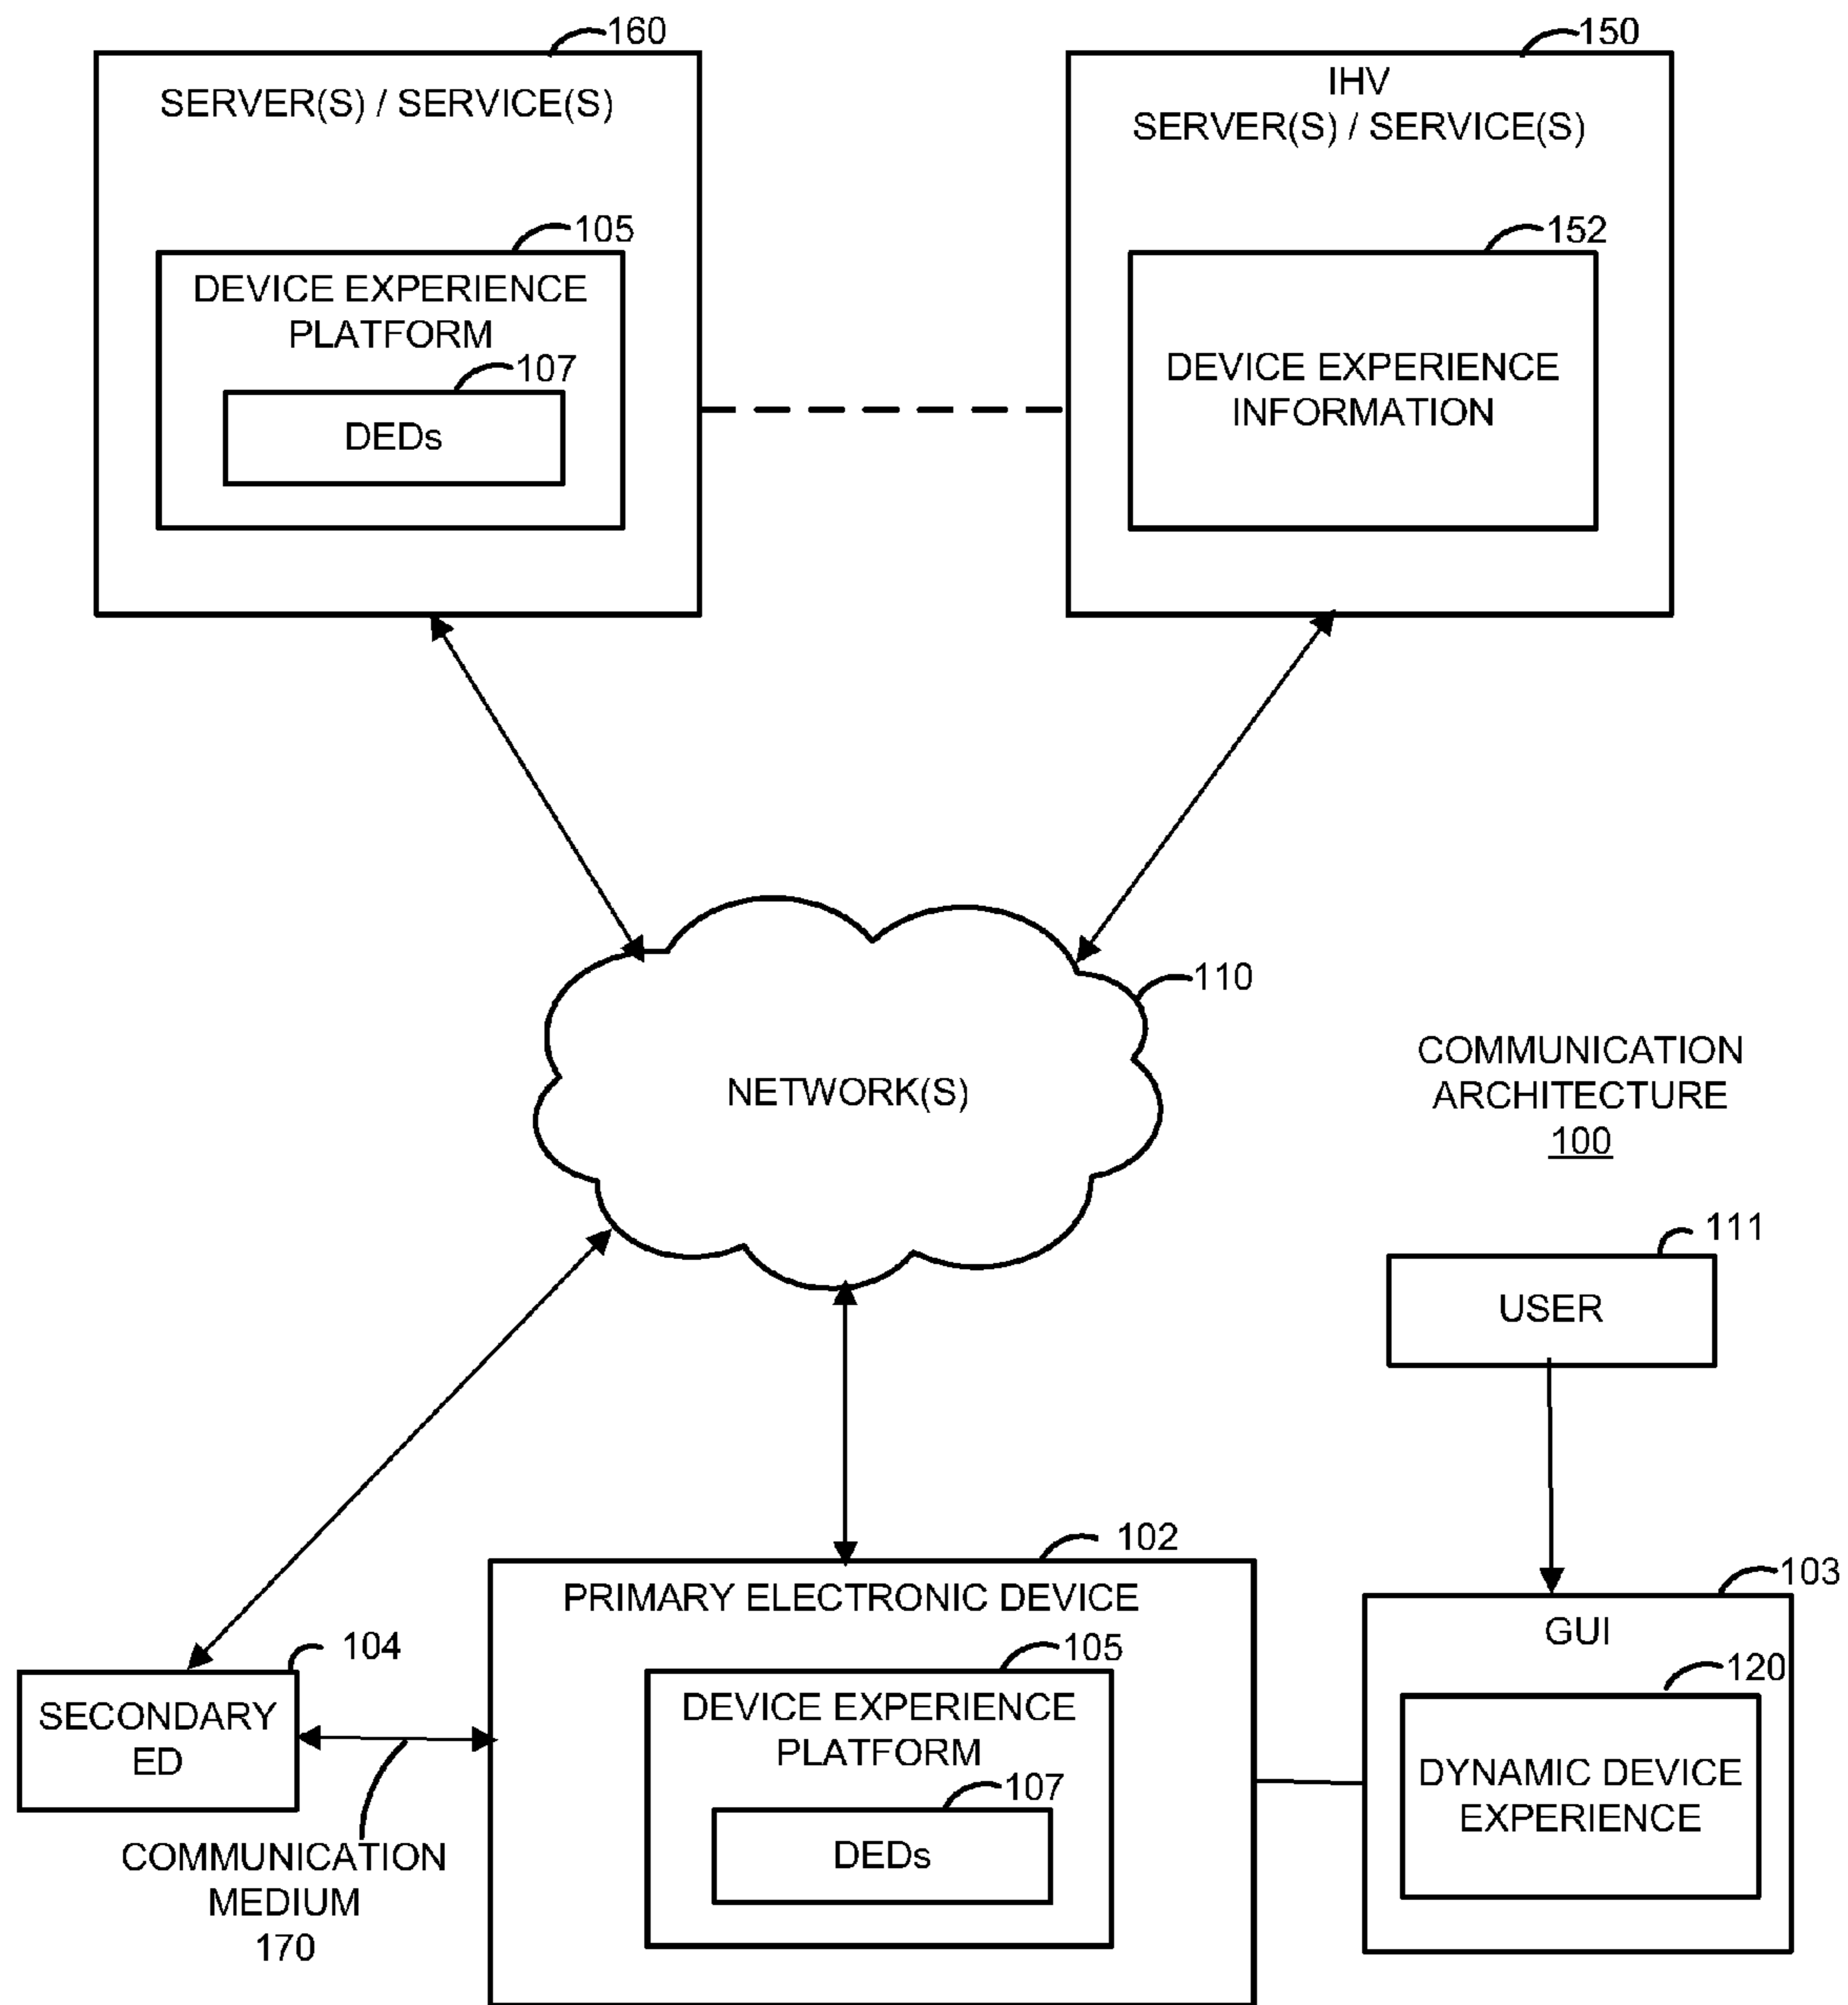 160
SERVER(S) / SERVICE(S)
105
DEVICE EXPERIENCE
PLATFORM
107
DEDs
150
IHV
SERVER(S) / SERVICE(S)
152
DEVICE EXPERIENCE
INFORMATION
110
NETWORK(S)
COMMUNICATION
ARCHITECTURE
100
111
USER
102
PRIMARY ELECTRONIC DEVICE
105
DEVICE EXPERIENCE
PLATFORM
107
DEDs
103
GUI
120
DYNAMIC DEVICE
EXPERIENCE
104
SECONDARY
ED
COMMUNICATION
MEDIUM
170